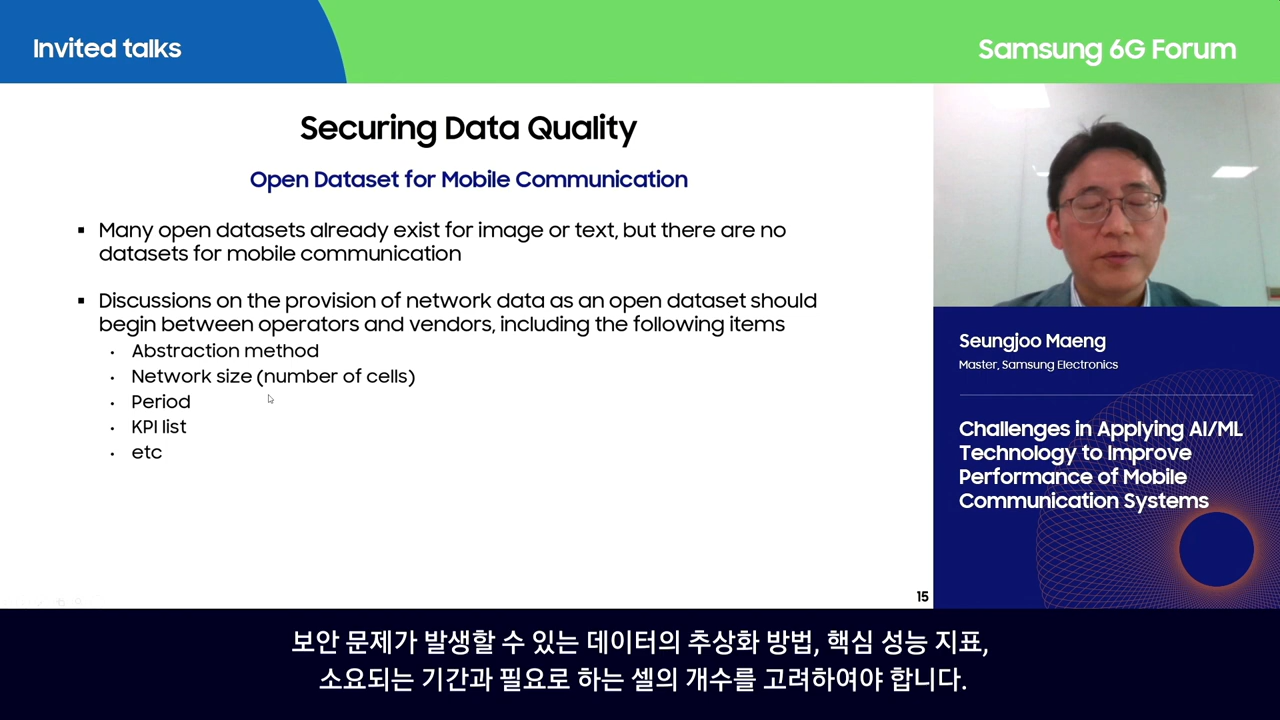 Invited talks
Samsung 6G Forum
Securing Data Quality
Open Dataset for Mobile Communication
▪ Many open datasets already exist for image or text, but there are no
datasets for mobile communication
▪ Discussions on the provision of network data as an open dataset should
begin between operators and vendors, including the following items
• Abstraction method
• Network size (number of cells)
• Period
• KPI list
• etc
15
Seungjoo Maeng
Master, Samsung Electronics
Challenges in Applying AI/ML
Technology to Improve
Performance of Mobile
Communication Systems
보안 문제가 발생할 수 있는 데이터의 추상화 방법, 핵심 성능 지표,
소요되는 기간과 필요로 하는 셀의 개수를 고려하여야 합니다.